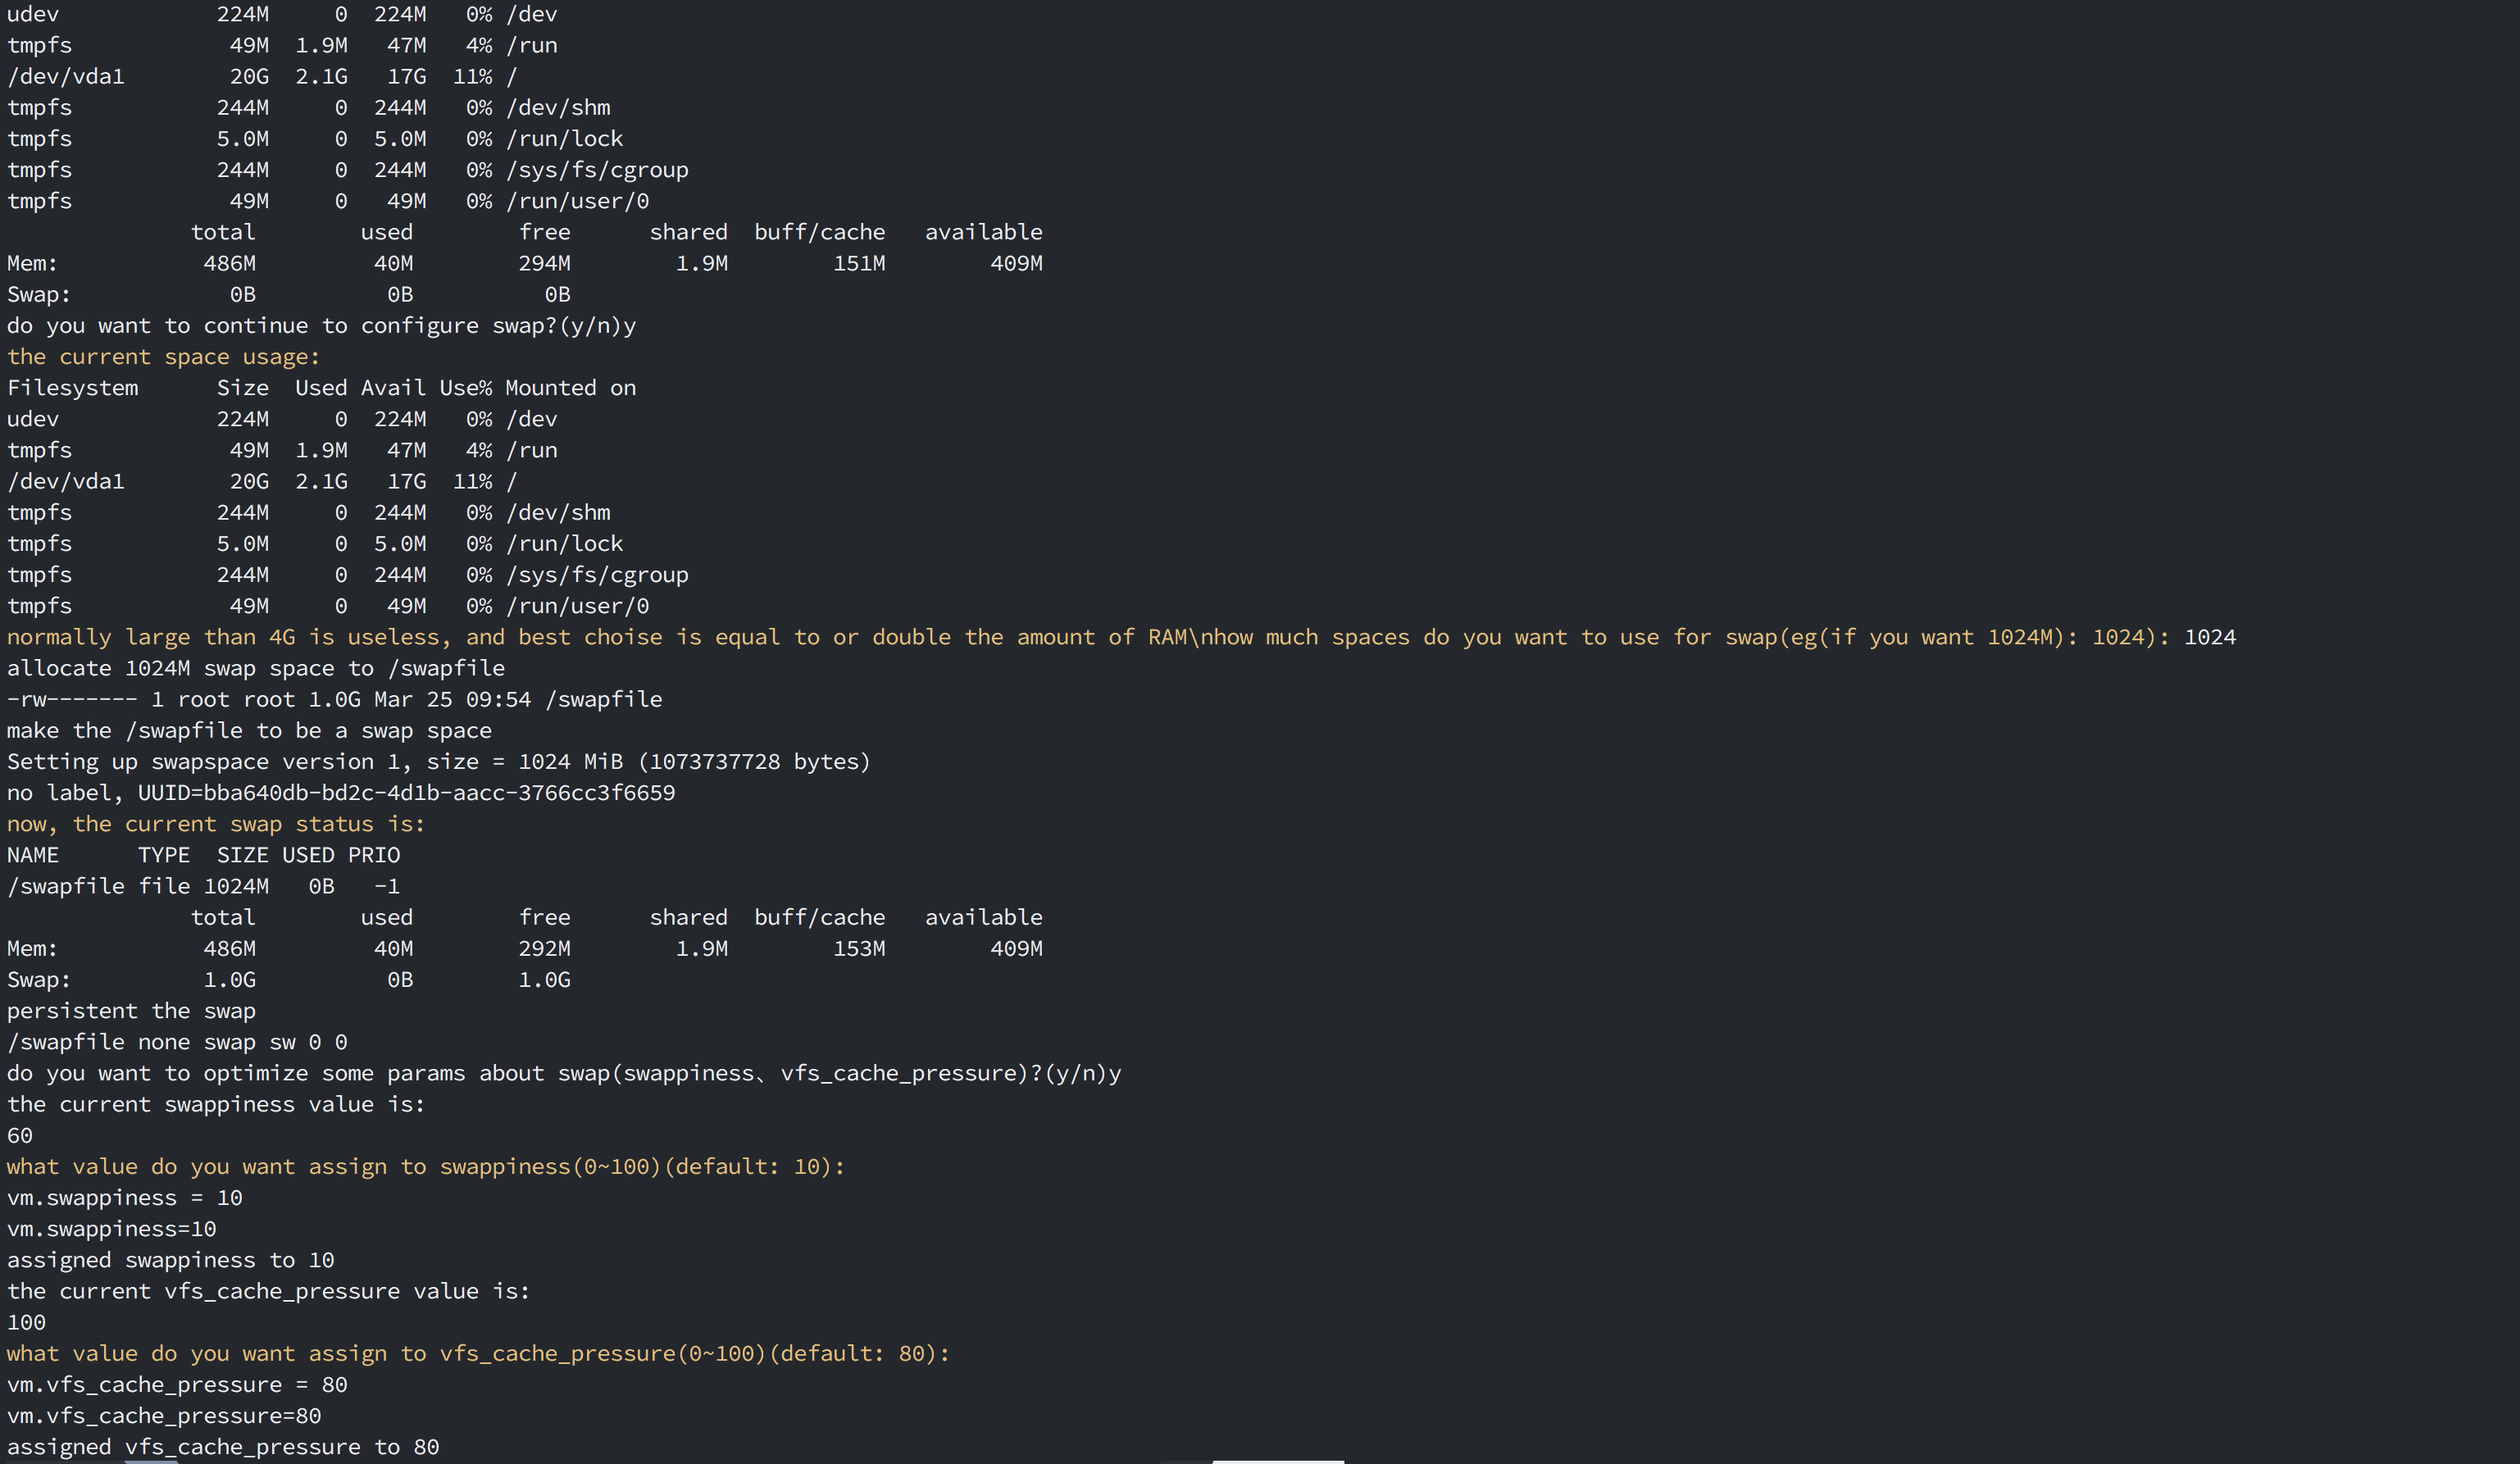 udev            224M     0  224M   0% /dev
tmpfs            49M  1.9M   47M   4% /run
/dev/vda1        20G  2.1G   17G  11% /
tmpfs           244M     0  244M   0% /dev/shm
tmpfs           5.0M     0  5.0M   0% /run/lock
tmpfs           244M     0  244M   0% /sys/fs/cgroup
tmpfs            49M     0   49M   0% /run/user/0
              total        used        free      shared  buff/cache   available
Mem:           486M         40M        294M        1.9M        151M        409M
Swap:            0B          0B          0B
do you want to continue to configure swap?(y/n)y
the current space usage:
Filesystem      Size  Used Avail Use% Mounted on
udev            224M     0  224M   0% /dev
tmpfs            49M  1.9M   47M   4% /run
/dev/vda1        20G  2.1G   17G  11% /
tmpfs           244M     0  244M   0% /dev/shm
tmpfs           5.0M     0  5.0M   0% /run/lock
tmpfs           244M     0  244M   0% /sys/fs/cgroup
tmpfs            49M     0   49M   0% /run/user/0
normally large than 4G is useless, and best choise is equal to or double the amount of RAM\nhow much spaces do you want to use for swap(eg(if you want 1024M): 1024): 1024
allocate 1024M swap space to /swapfile
-rw------- 1 root root 1.0G Mar 25 09:54 /swapfile
make the /swapfile to be a swap space
Setting up swapspace version 1, size = 1024 MiB (1073737728 bytes)
no label, UUID=bba640db-bd2c-4d1b-aacc-3766cc3f6659
now, the current swap status is:
NAME      TYPE  SIZE USED PRIO
/swapfile file 1024M   0B   -1
              total        used        free      shared  buff/cache   available
Mem:           486M         40M        292M        1.9M        153M        409M
Swap:          1.0G          0B        1.0G
persistent the swap
/swapfile none swap sw 0 0
do you want to optimize some params about swap(swappiness、vfs_cache_pressure)?(y/n)y
the current swappiness value is:
60
what value do you want assign to swappiness(0~100)(default: 10):
vm.swappiness = 10
vm.swappiness=10
assigned swappiness to 10
the current vfs_cache_pressure value is:
100
what value do you want assign to vfs_cache_pressure(0~100)(default: 80):
vm.vfs_cache_pressure = 80
vm.vfs_cache_pressure=80
assigned vfs_cache_pressure to 80